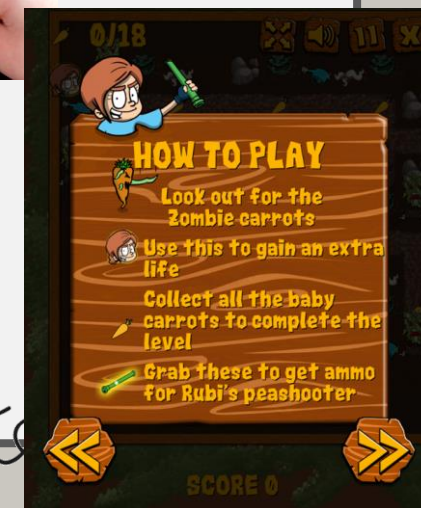 0/18
HOW TO PLAY
Look out for the
Zombie carrots
Use this to gain an extra
life
Collect all the baby
carrots to complete the
level
Grab these to get ammo
for Rubi's peashooter
SCORE 0